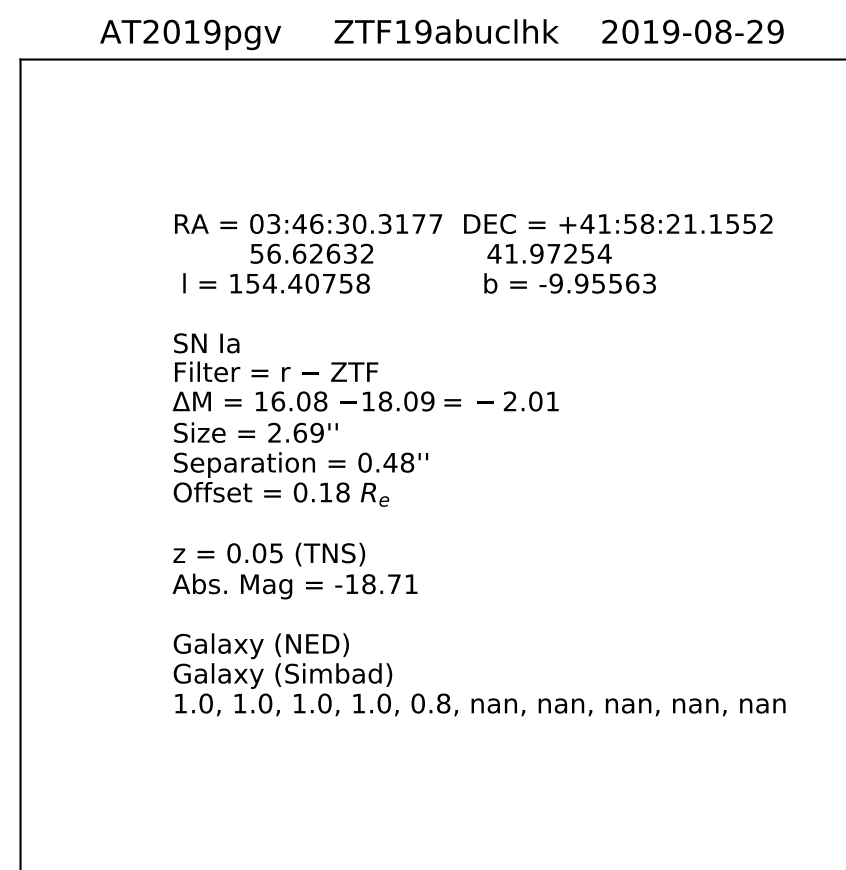 AT2019pgv ZTF19abuclhk 2019-08-29
RA = 03:46:30.3177 DEC = +41:58:21.1552
56.62632 41.97254
l = 154.40758 b = -9.95563
SN Ia
Filter = r − ZTF
ΔM = 16.08 −18.09 = − 2.01
Size = 2.69''
Separation = 0.48''
Offset = 0.18 Rₑ
z = 0.05 (TNS)
Abs. Mag = -18.71
Galaxy (NED)
Galaxy (Simbad)
1.0, 1.0, 1.0, 1.0, 0.8, nan, nan, nan, nan, nan